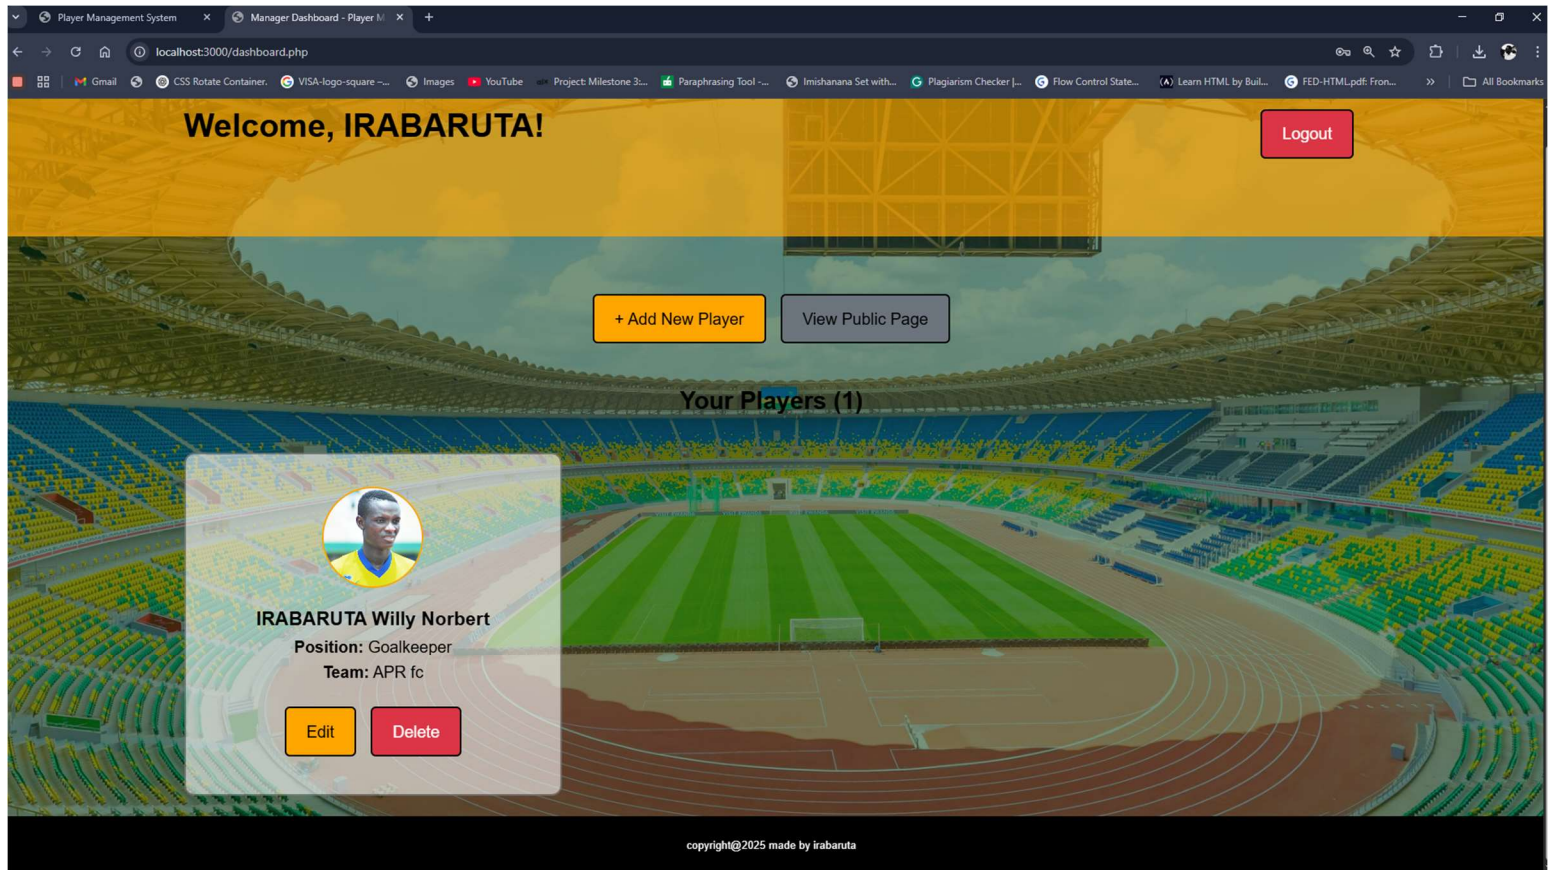 Player Management System
Manager Dashboard - Player M
localhost:3000/dashboard.php
Gmail
CSS Rotate Container.
VISA-logo-square –...
Images
YouTube
Project: Milestone 3:...
Paraphrasing Tool -...
Imishanana Set with...
Plagiarism Checker |...
Flow Control State...
Learn HTML by Buil...
FED-HTML.pdf: Fron...
All Bookmarks
Welcome, IRABARUTA!
Logout
+ Add New Player
View Public Page
Your Players (1)
IRABARUTA Willy Norbert
Position: Goalkeeper
Team: APR fc
Edit
Delete
copyright@2025 made by irabaruta